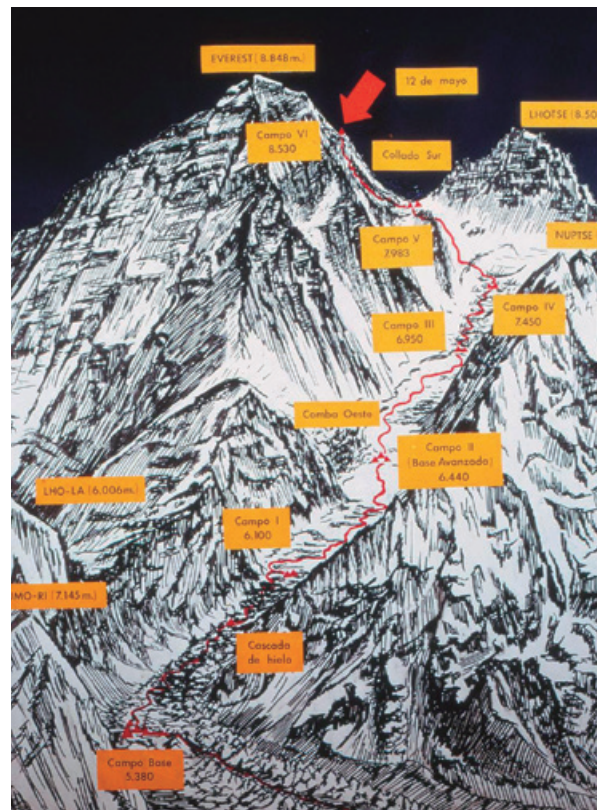 EVEREST (8.848 m.)
12 de mayo
LHOTSE (8.50
Campo VI
8.530
Collado Sur
NUPTSE
Campo V
7.983
Campo IV
7.450
Campo III
6.950
Comba Oeste
Campo II
(Base Avanzada)
6.440
LHO-LA (6.006m.)
Campo I
6.100
MO-RI (7.145 m.)
Cascada
de hielo
Campo Base
5.380